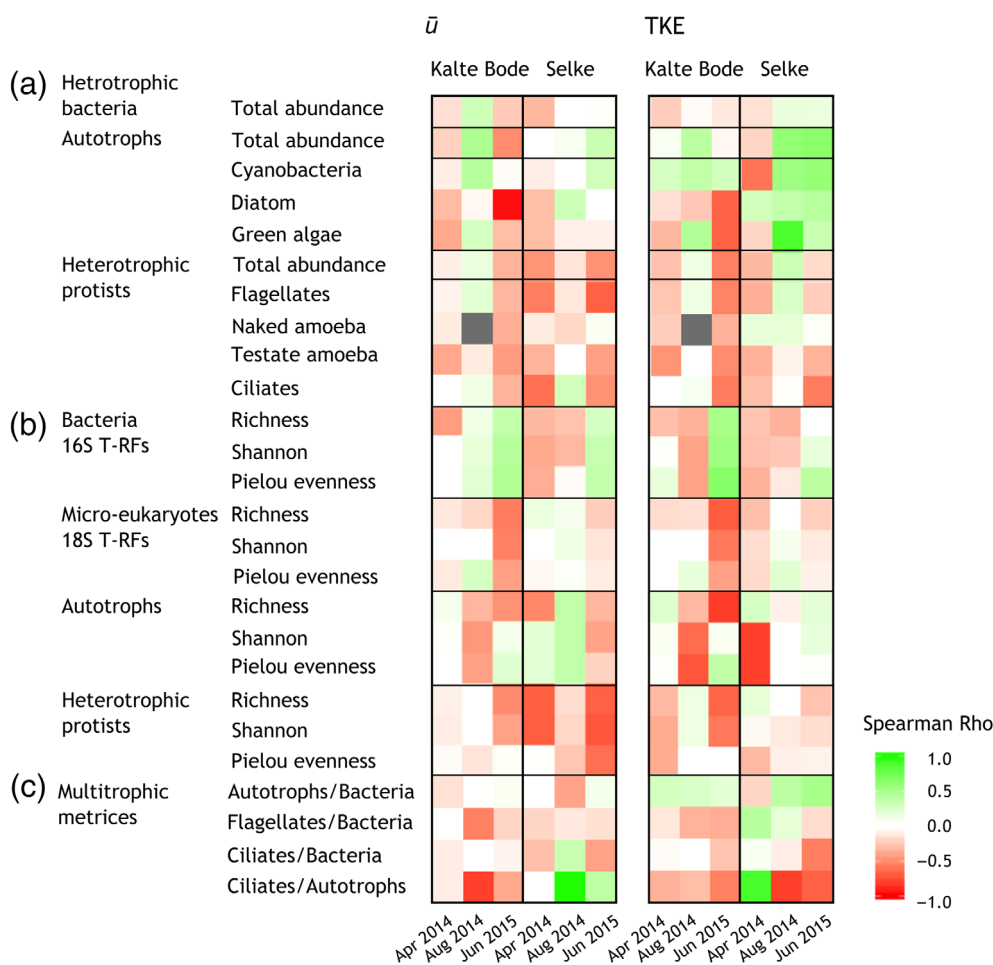 ū TKE
Kalte Bode Selke Kalte Bode Selke
(a) Hetrotrophic
bacteria Total abundance
Autotrophs Total abundance
Cyanobacteria
Diatom
Green algae
Heterotrophic Total abundance
protists Flagellates
Naked amoeba
Testate amoeba
Ciliates
(b) Bacteria Richness
16S T-RFs Shannon
Pielou evenness
Micro-eukaryotes Richness
18S T-RFs Shannon
Pielou evenness
Autotrophs Richness
Shannon
Pielou evenness
Heterotrophic Richness
protists Shannon
Pielou evenness
(c) Multitrophic Autotrophs/Bacteria
metrices Flagellates/Bacteria
Ciliates/Bacteria
Ciliates/Autotrophs
Apr 2014 Aug 2014 Jun 2015 Apr 2014 Aug 2014 Jun 2015 Apr 2014 Aug 2014 Jun 2015 Apr 2014 Aug 2014 Jun 2015
Spearman Rho
1.0
0.5
0.0
−0.5
−1.0